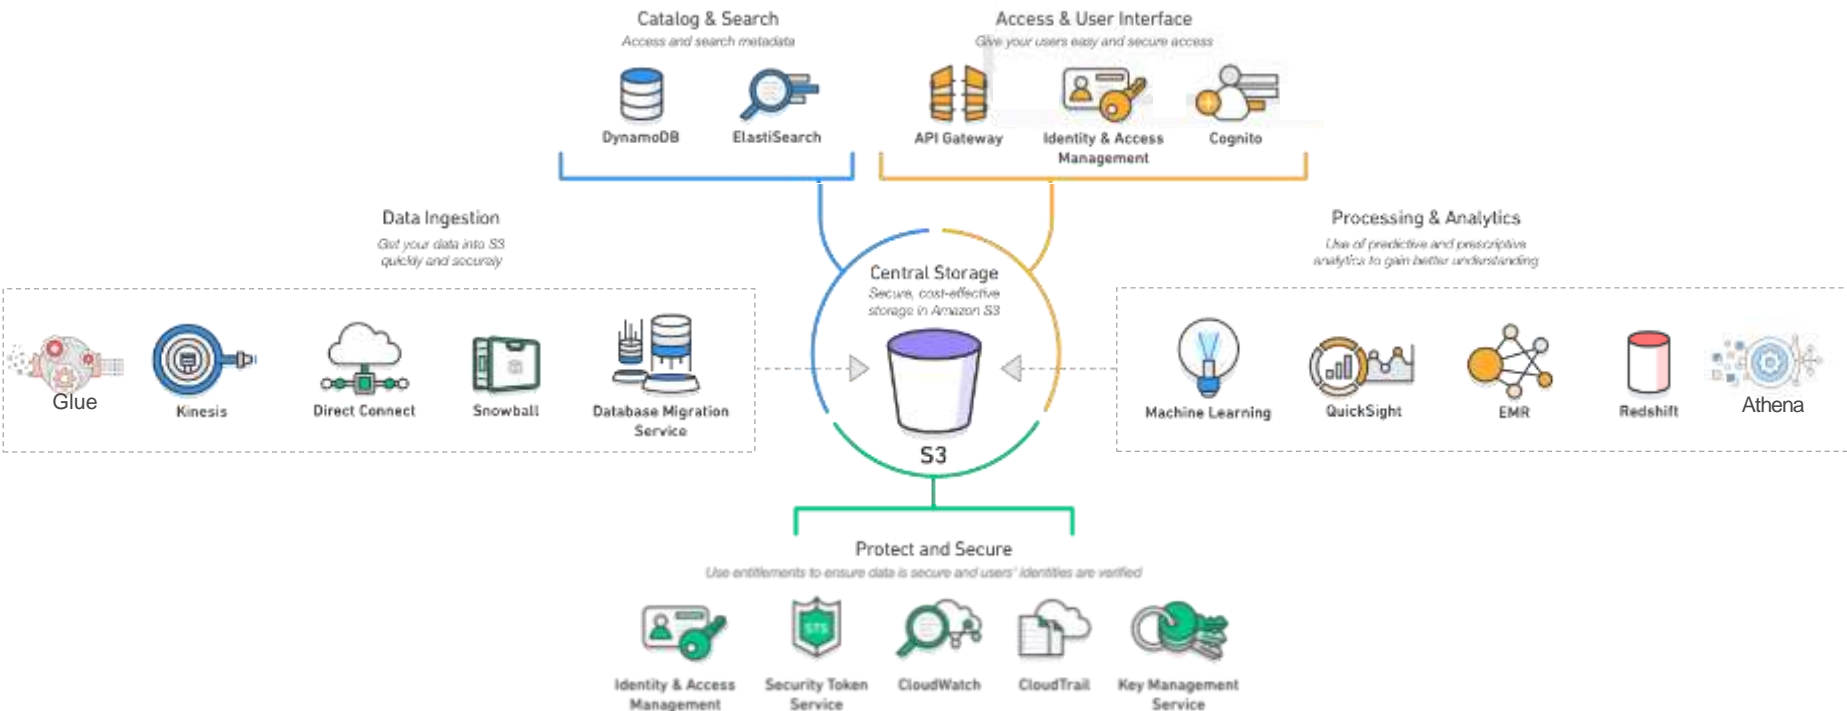 Catalog & Search
Access and search metadata
DynamoDB
ElastiSearch
Access & User Interface
Give your users easy and secure access
API Gateway
Identity & Access
Management
Cognito
Data Ingestion
Get your data into S3
quickly and securely
Glue
Kinesis
Direct Connect
Snowball
Database Migration
Service
Central Storage
Secure, cost-effective
storage in Amazon S3
S3
Processing & Analytics
Use of predictive and prescriptive
analytics to gain better understanding
Machine Learning
QuickSight
EMR
Redshift
Athena
Protect and Secure
Use entitlements to ensure data is secure and users' identities are verified
Identity & Access
Management
STS
Security Token
Service
CloudWatch
CloudTrail
Key Management
Service